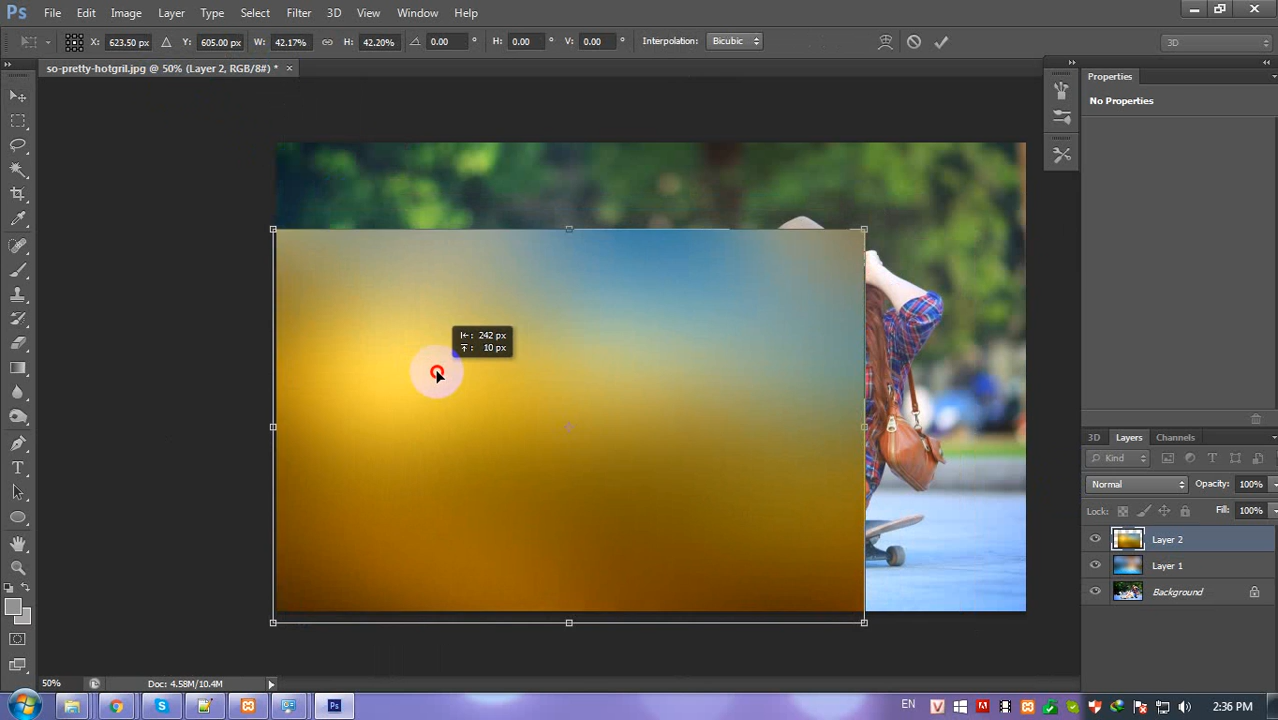 Ps File Edit Image Layer Type Select Filter 3D View Window Help
X: 623.50 px Y: 605.00 px W: 42.17% H: 42.20% 0.00 ° H: 0.00 ° V: 0.00 ° Interpolation: Bicubic 3D
so-pretty-hotgril.jpg @ 50% (Layer 2, RGB/8#) * ×
Properties
No Properties
242 px
10 px
3D Layers Channels
Kind
Normal Opacity: 100%
Lock: Fill: 100%
Layer 2
Layer 1
Background
50% Doc: 4.58M/10.4M
Ps EN 2:36 PM